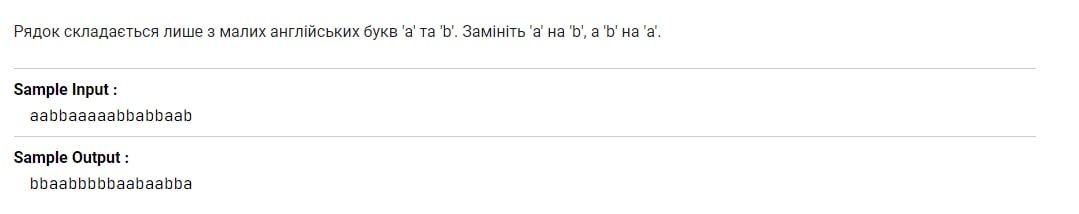 Рядок складається лише з малих англійських букв 'a' та 'b'. Замініть 'a' на 'b', а 'b' на 'a'.
Sample Input :
aabbaaaaabbabbaab
Sample Output :
bbaabbbbbaabaabba